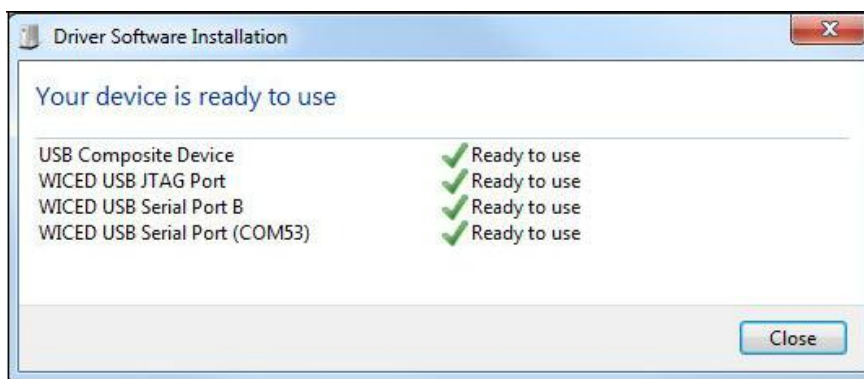 Driver Software Installation
Your device is ready to use
USB Composite Device Ready to use
WICED USB JTAG Port Ready to use
WICED USB Serial Port B Ready to use
WICED USB Serial Port (COM53) Ready to use
Close